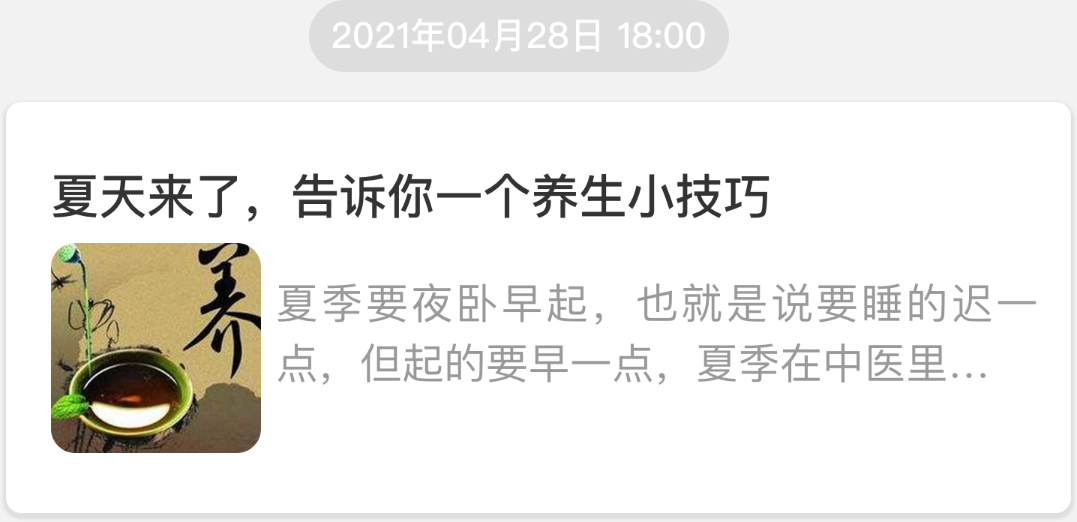 2021年04月28日 18:00
夏天来了，告诉你一个养生小技巧
养
夏季要夜卧早起，也就是说要睡的迟一
点，但起的要早一点，夏季在中医里...